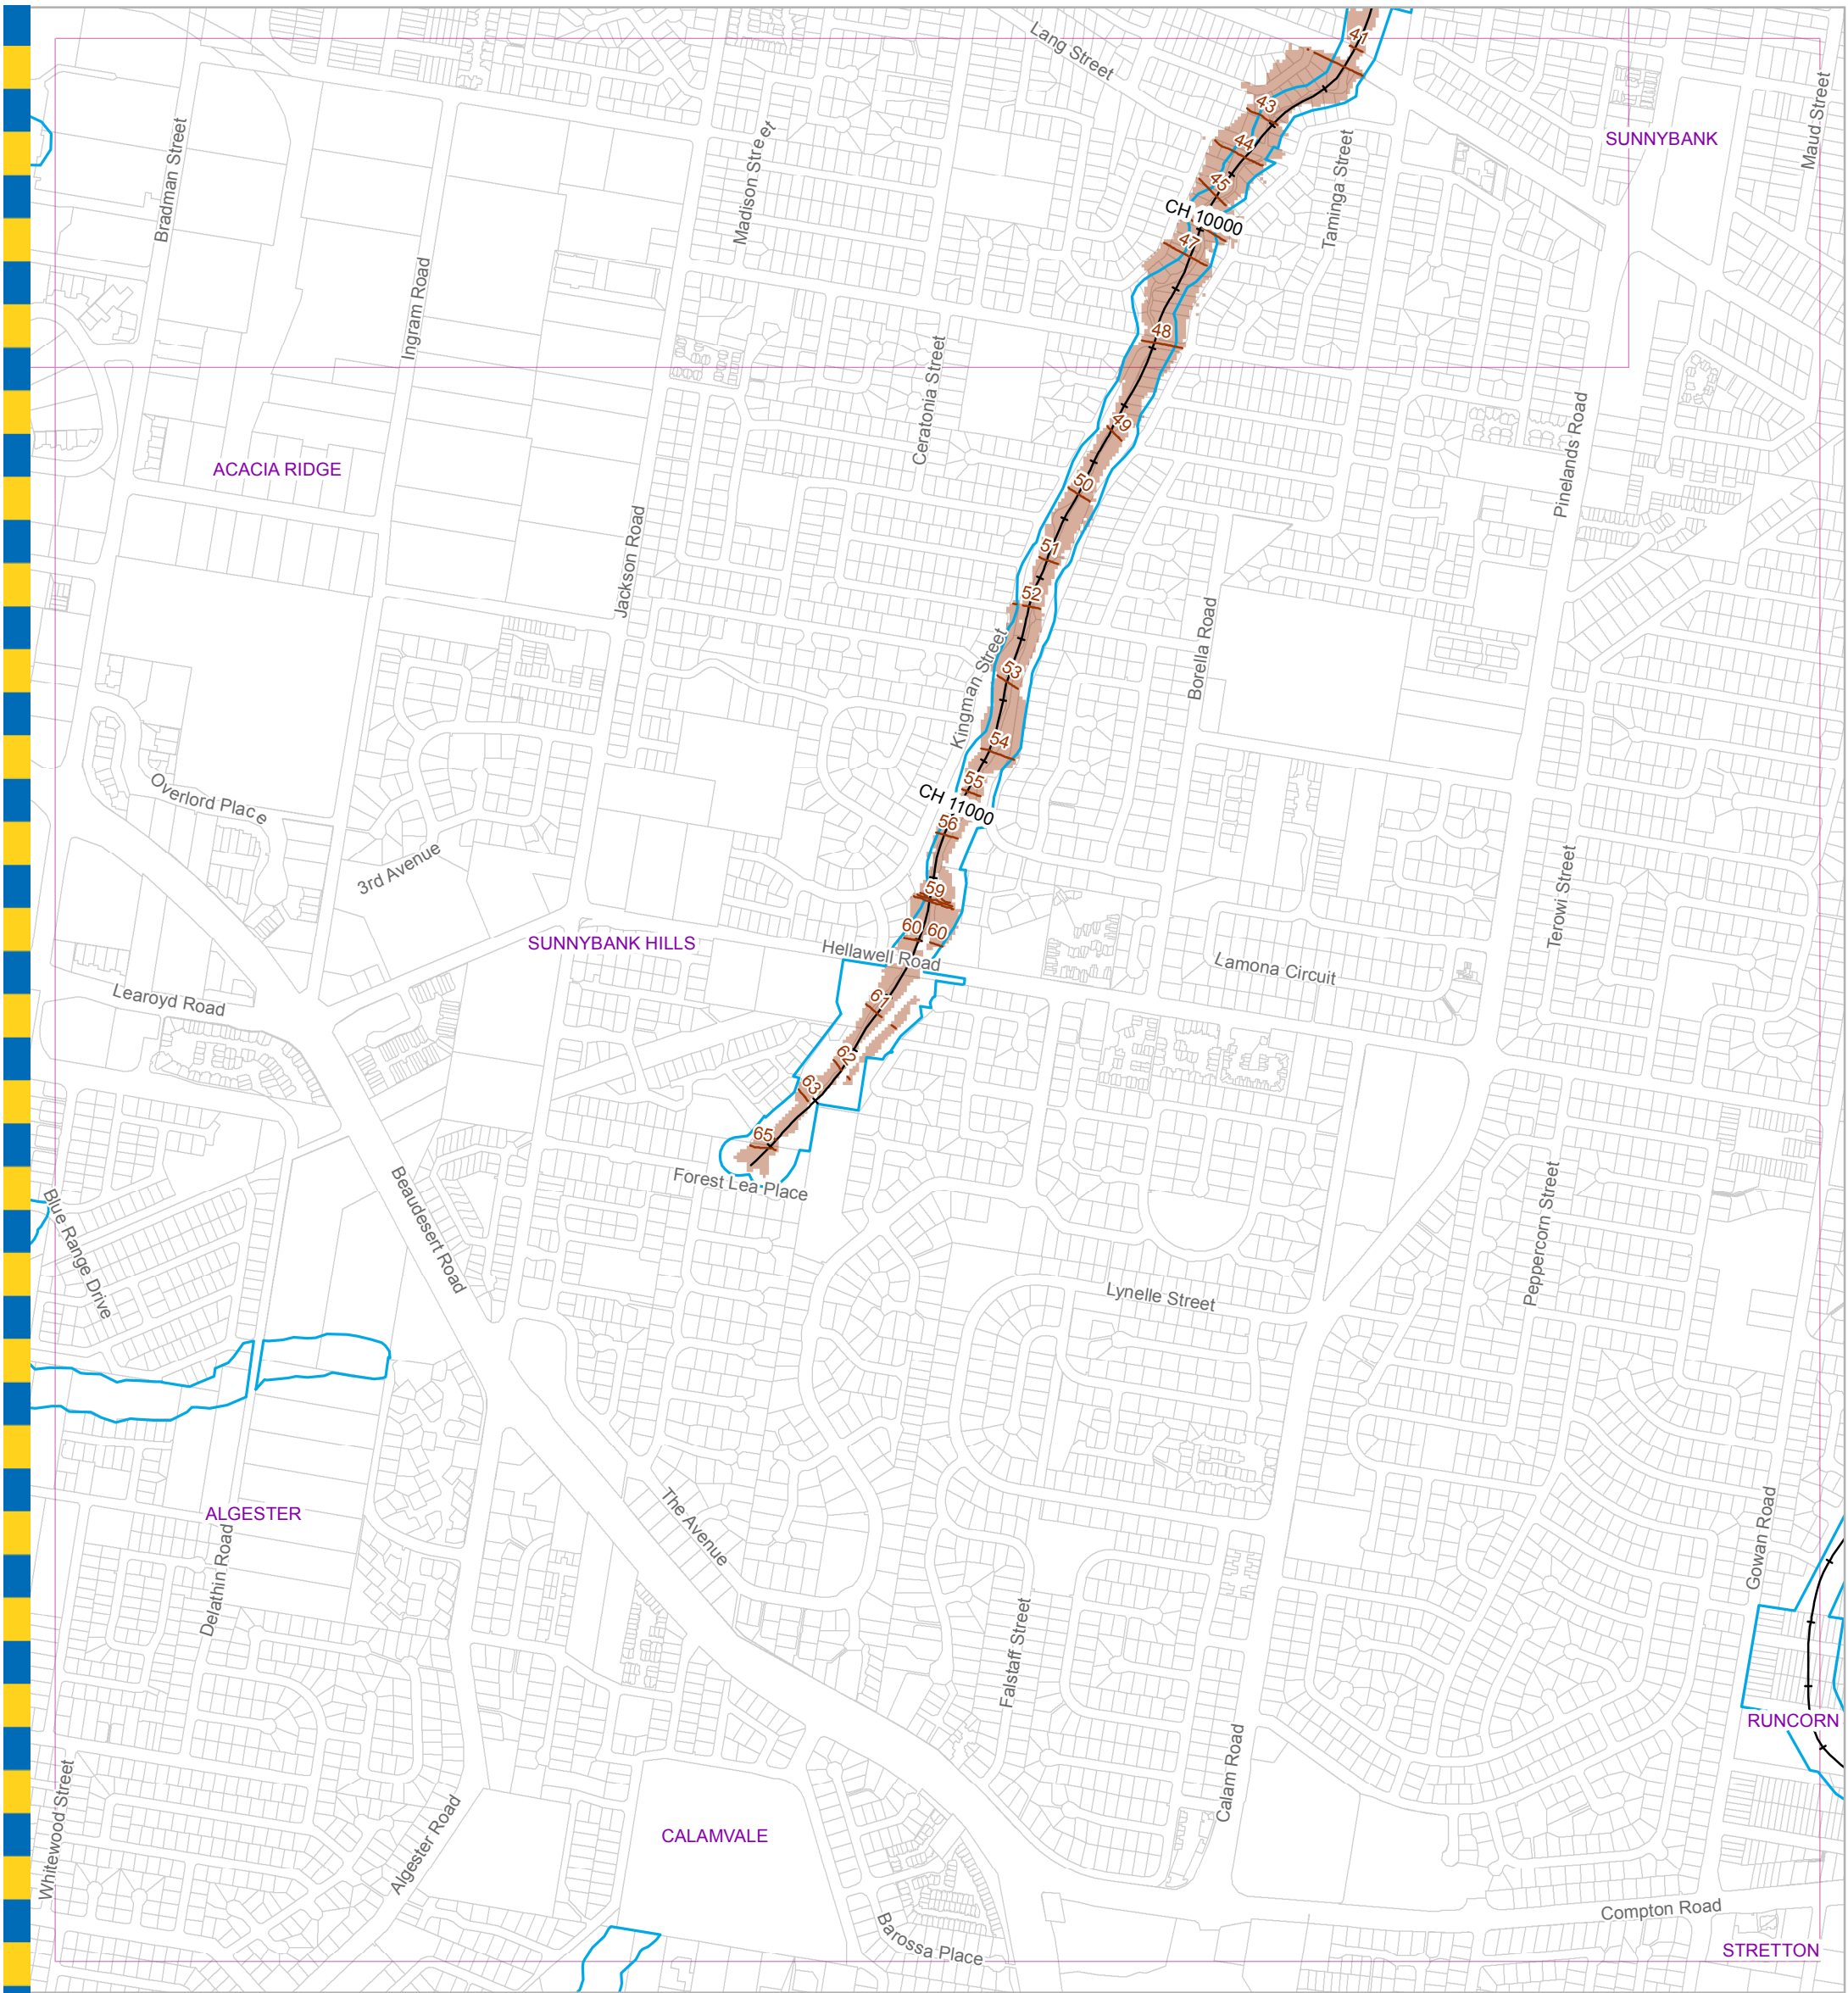 41
Lang Street
Maud Street
43
SUNNYBANK
Bradman Street
Madison Street
44
Taminga Street
45
CH 10000
47
Ingram Road
48
Ceratonia Street
49
Pinelands Road
ACACIA RIDGE
50
Jackson Road
51
52
Kingman Street
Borella Road
53
54
55
Overlord Place
CH 11000
56
3rd Avenue
Terowi Street
59
60
60
SUNNYBANK HILLS
Hellawell Road
Lamona Circuit
Learoyd Road
61
62
63
65
Forest Lea Place
Blue Range Drive
Beaudesert Road
Peppercorn Street
Lynelle Street
ALGESTER
The Avenue
Gowan Road
Delathin Road
Falstaff Street
RUNCORN
Calam Road
Whitewood Street
Algester Road
CALAMVALE
Compton Road
Barossa Place
STRETTON